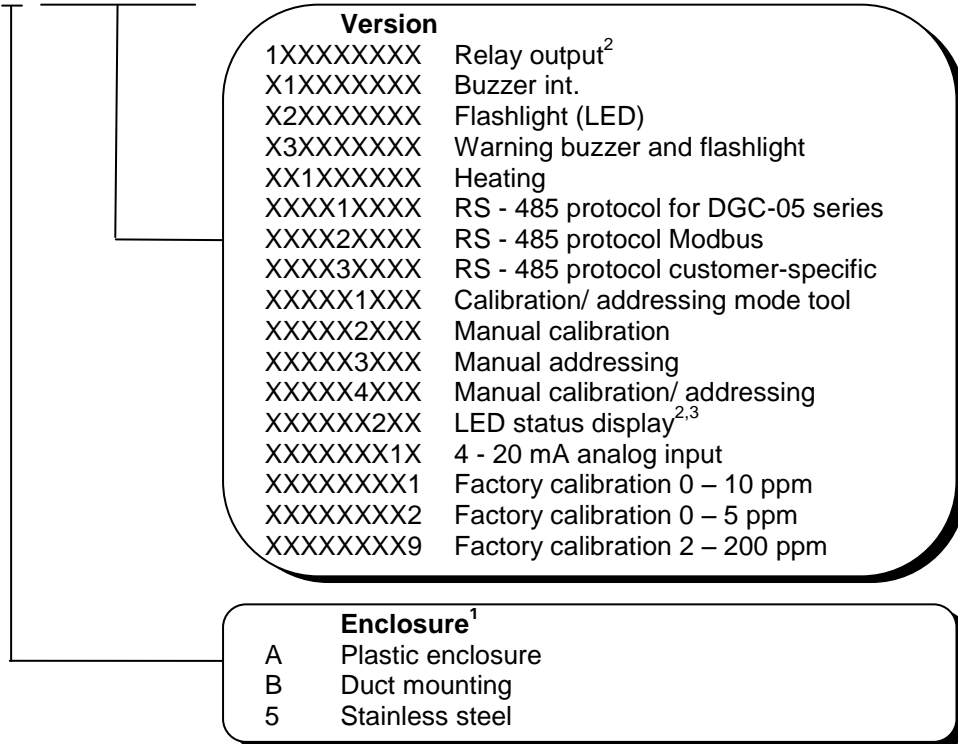 Version
1XXXXXXXX Relay output2
X1XXXXXXX Buzzer int.
X2XXXXXXX Flashlight (LED)
X3XXXXXXX Warning buzzer and flashlight
XX1XXXXXX Heating
XXXX1XXXX RS - 485 protocol for DGC-05 series
XXXX2XXXX RS - 485 protocol Modbus
XXXX3XXXX RS - 485 protocol customer-specific
XXXXX1XXX Calibration/ addressing mode tool
XXXXX2XXX Manual calibration
XXXXX3XXX Manual addressing
XXXXX4XXX Manual calibration/ addressing
XXXXXX2XX LED status display2,3
XXXXXXX1X 4 - 20 mA analog input
XXXXXXXX1 Factory calibration 0 – 10 ppm
XXXXXXXX2 Factory calibration 0 – 5 ppm
XXXXXXXX9 Factory calibration 2 – 200 ppm
Enclosure1
A Plastic enclosure
B Duct mounting
5 Stainless steel